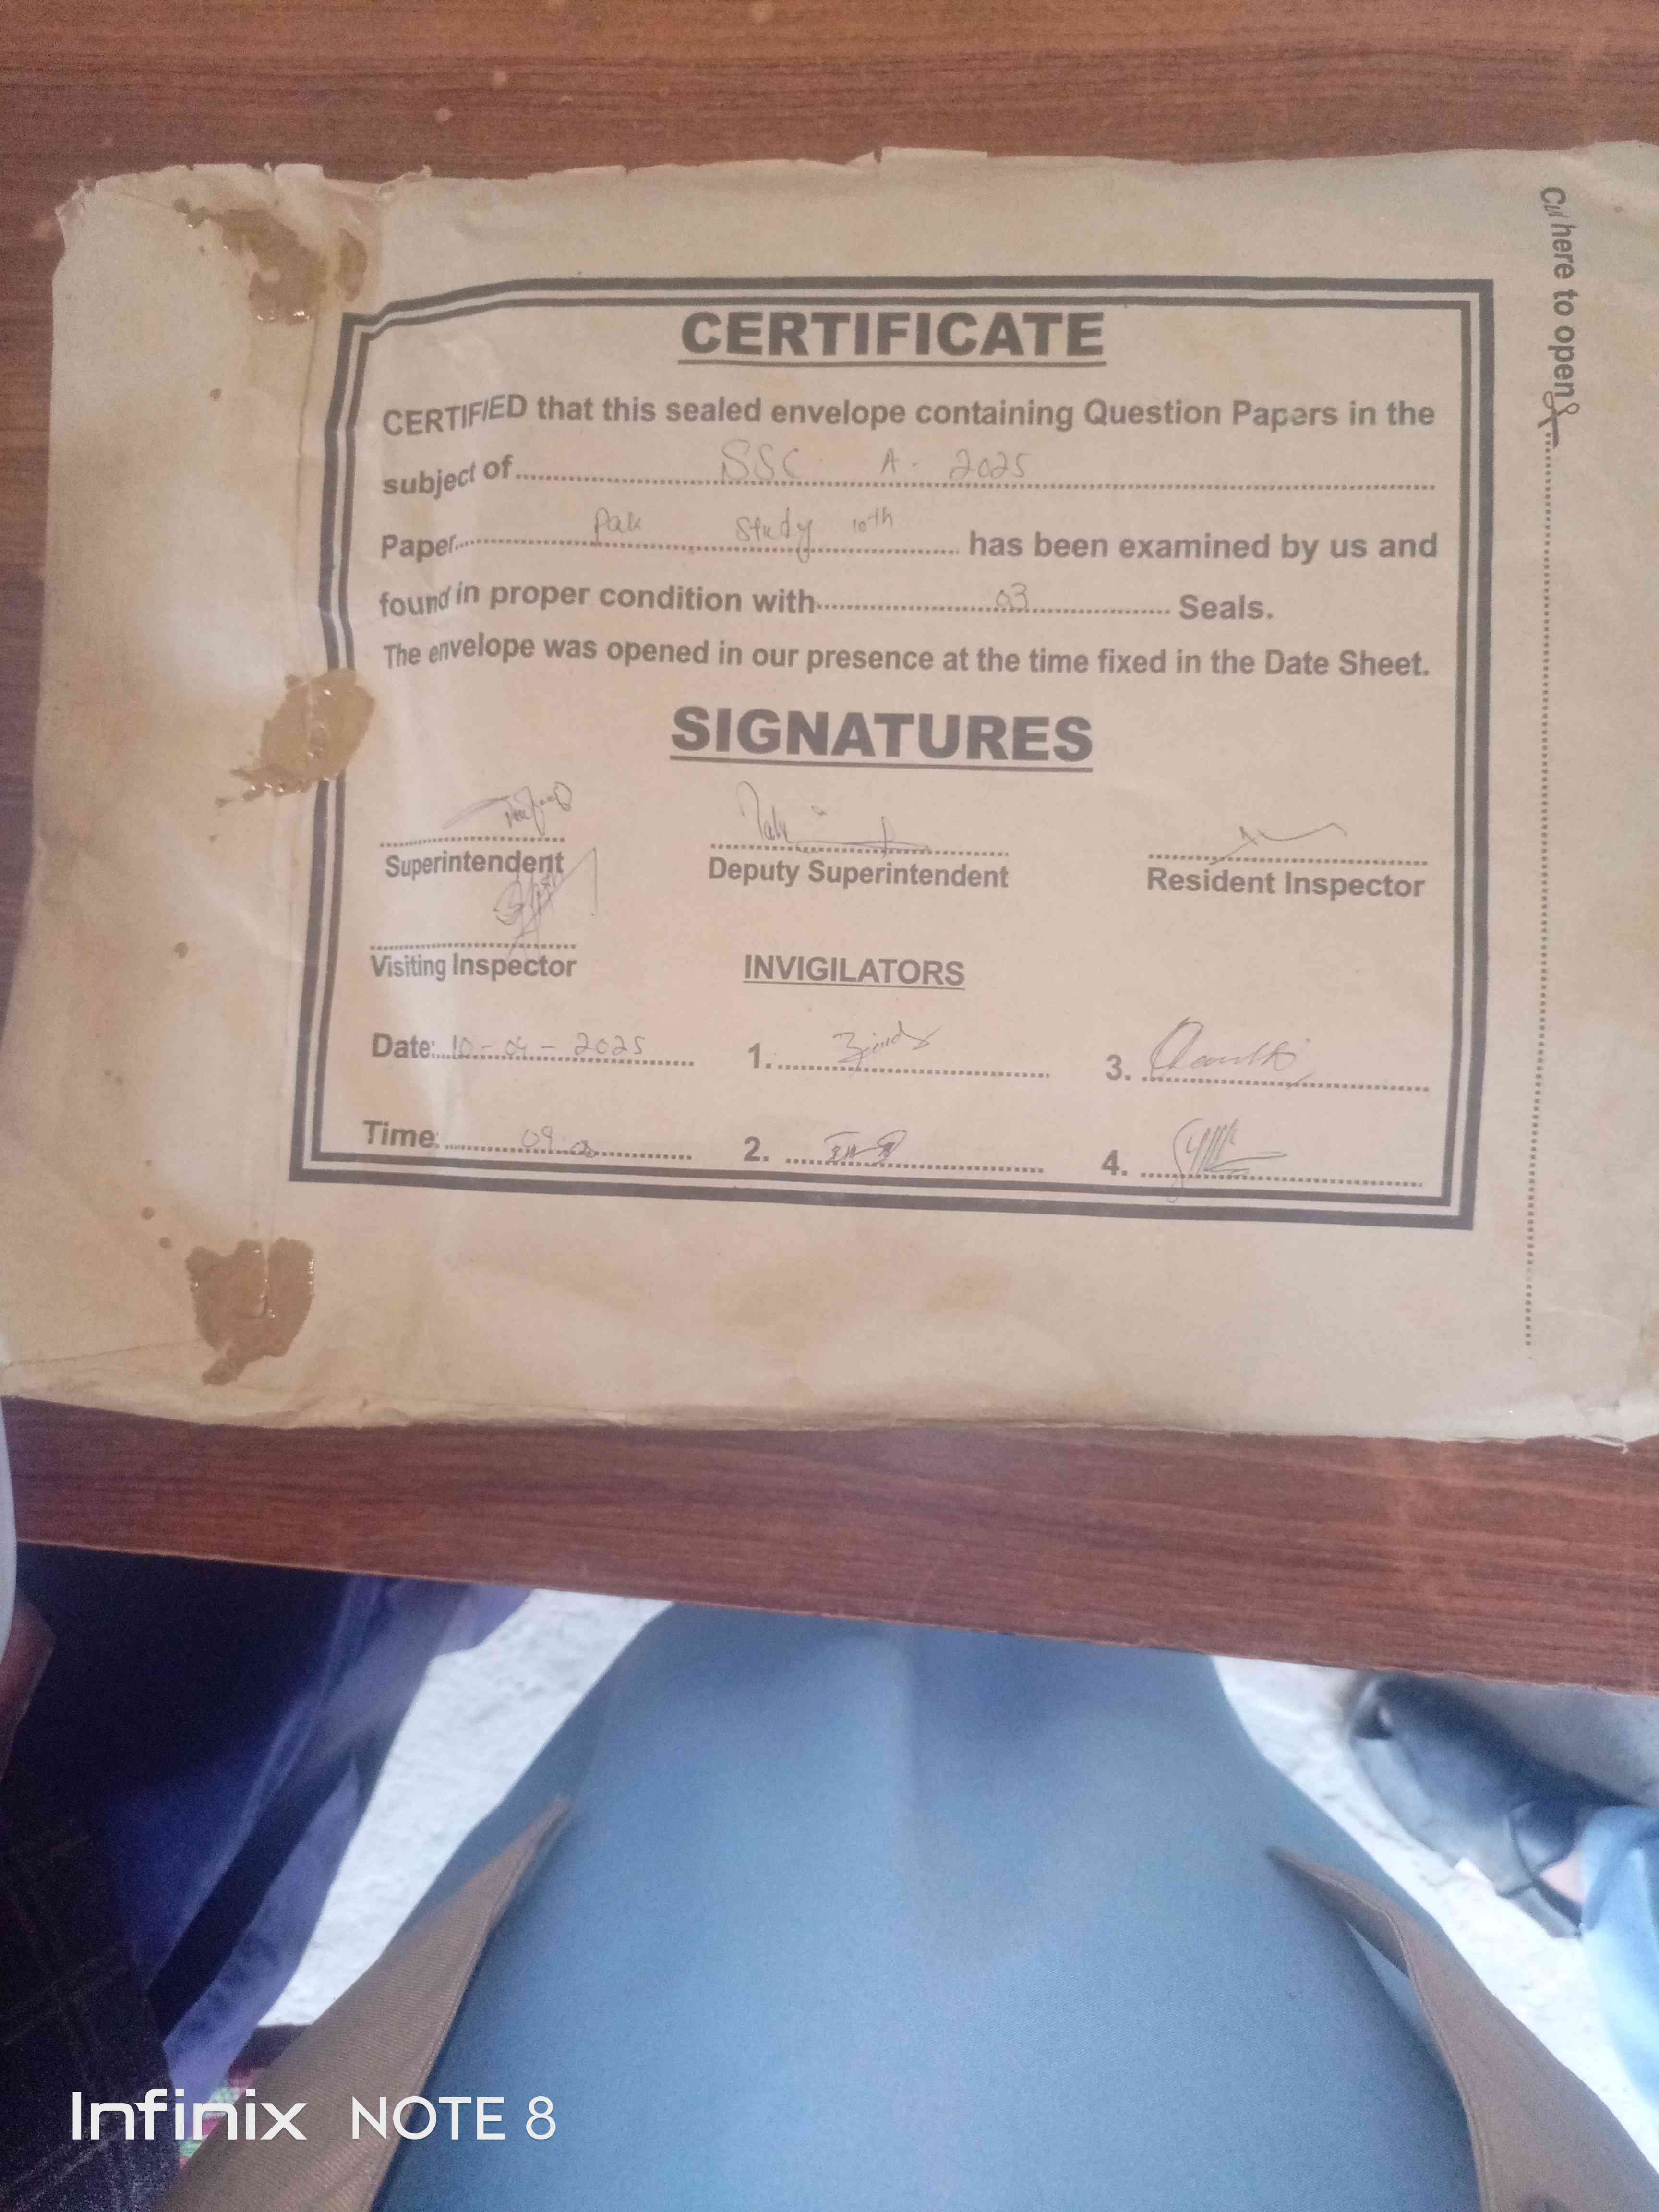 Cut here to open
CERTIFICATE
CERTIFIED that this sealed envelope containing Question Papers in the
subject of SSC A - 2025
Paper Pak Study 10th has been examined by us and
found in proper condition with 03 Seals.
The envelope was opened in our presence at the time fixed in the Date Sheet.
SIGNATURES
Superintendent Deputy Superintendent Resident Inspector
Visiting Inspector INVIGILATORS
Date: 10-04-2025 1. 3.
Time: 09:00 2. 4.
Infinix NOTE 8